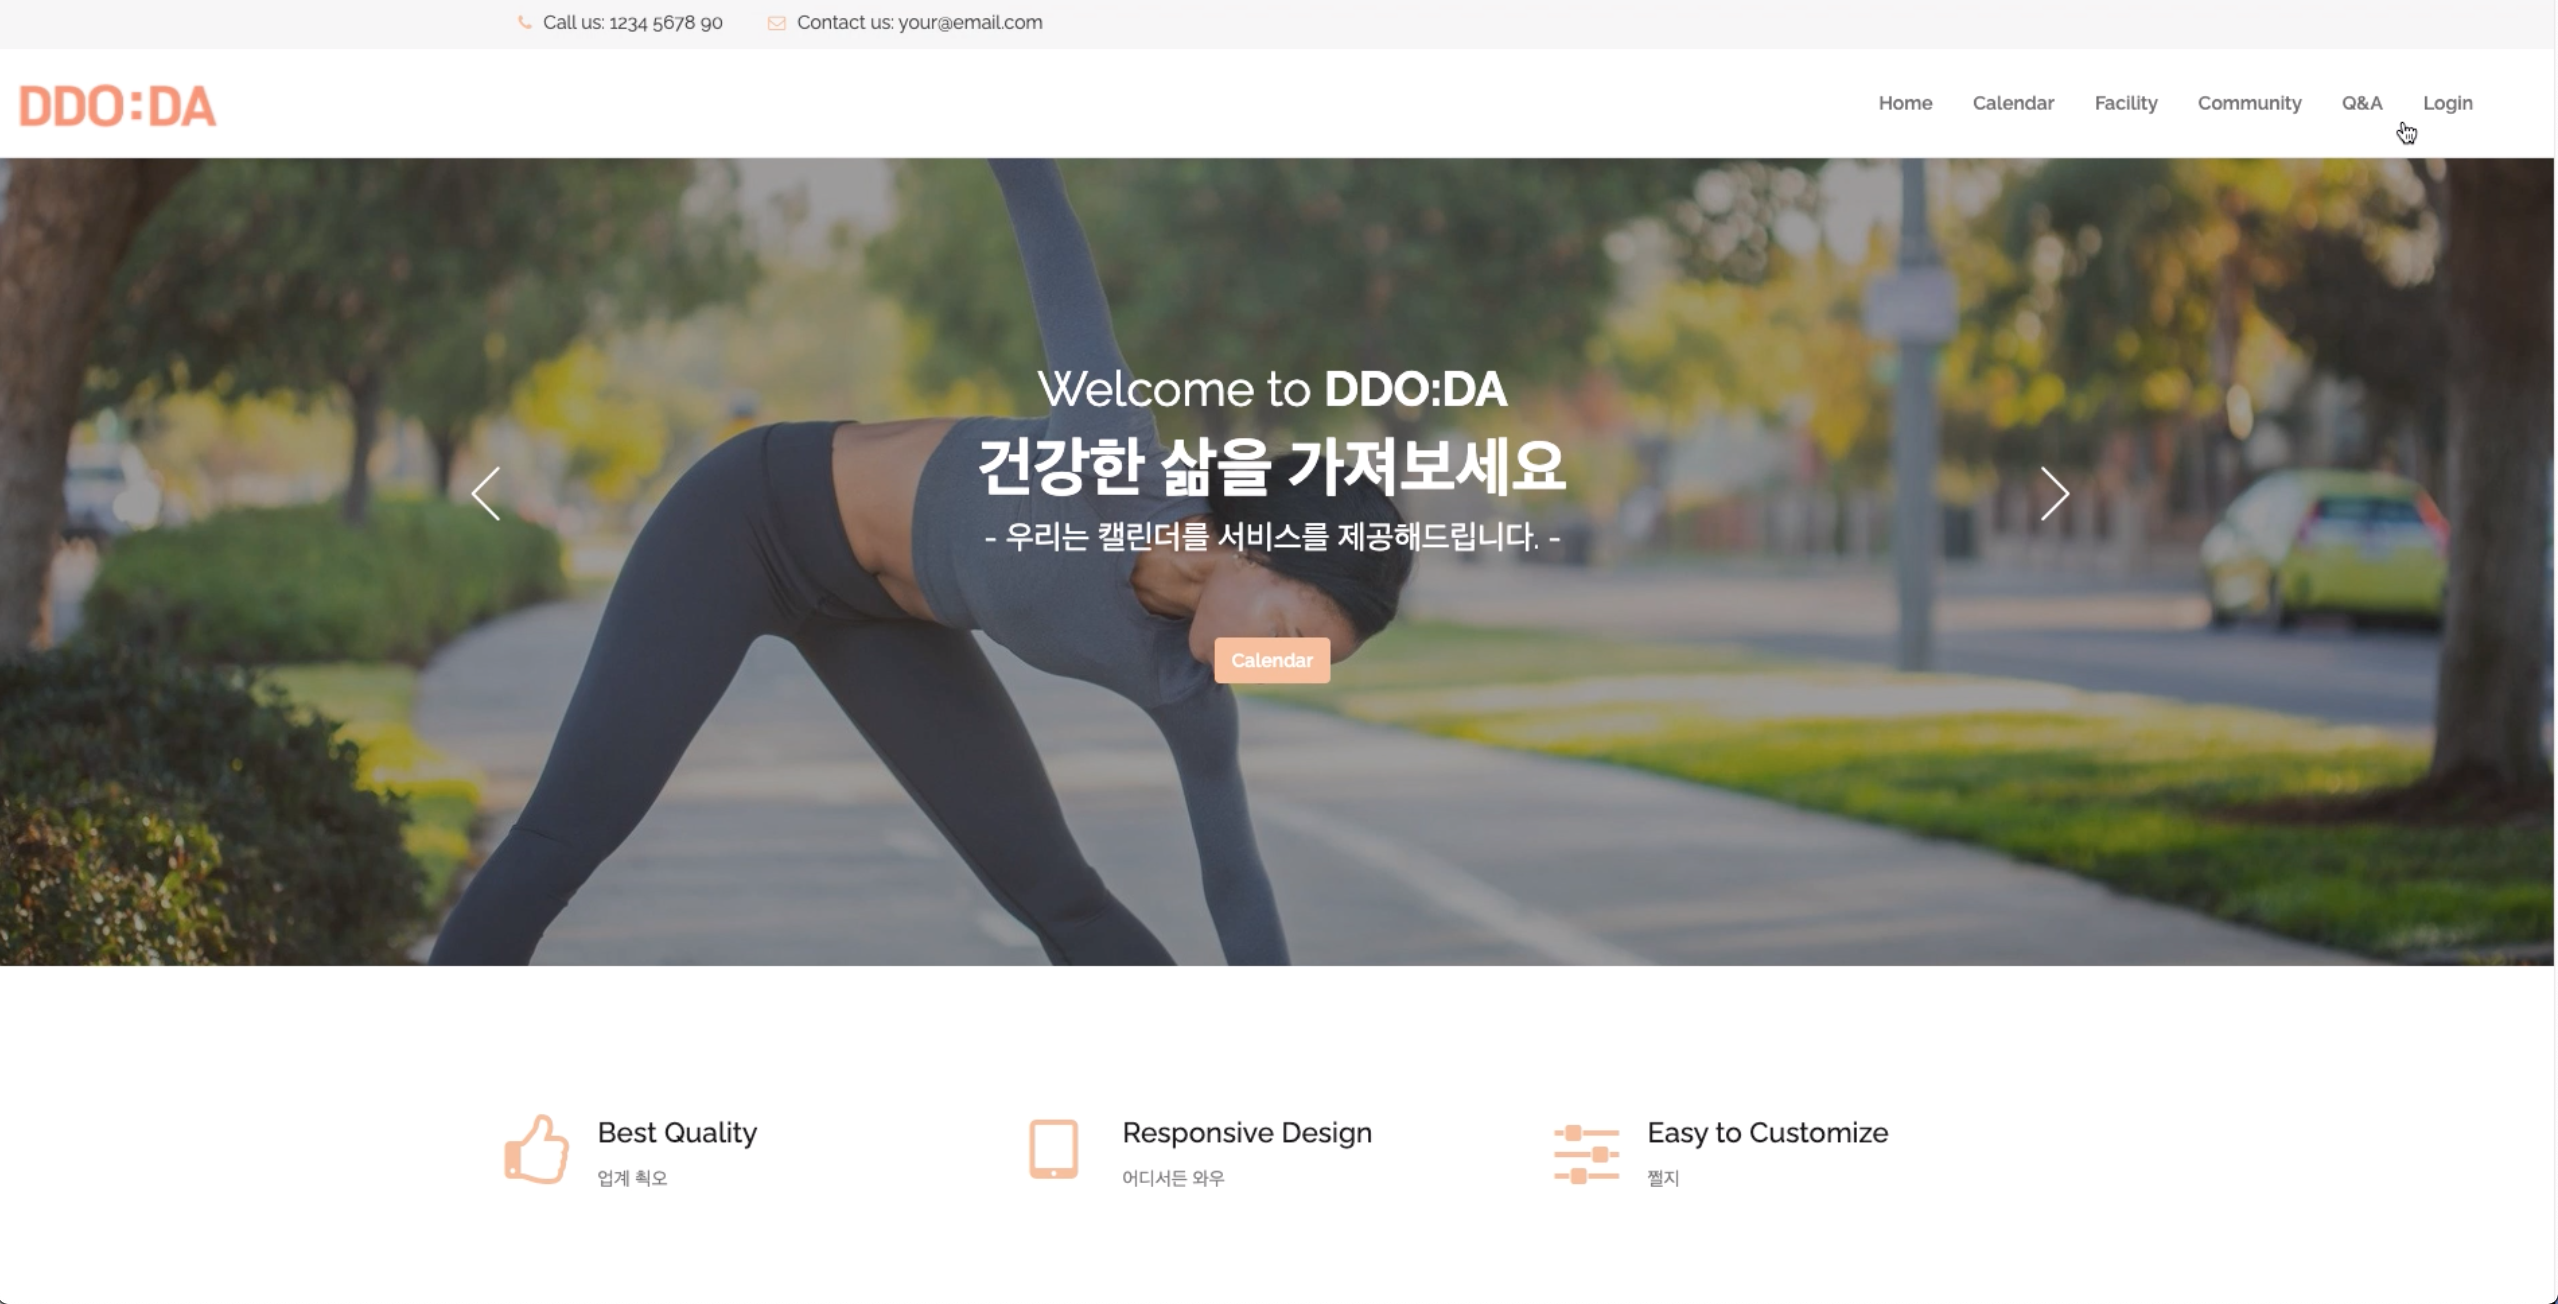 Call us: 1234 5678 90 Contact us: your@email.com
DDO:DA
Home Calendar Facility Community Q&A Login
Welcome to DDO:DA
건강한 삶을 가져보세요
- 우리는 캘린더를 서비스를 제공해드립니다. -
Calendar
Best Quality
업계 쵝오
Responsive Design
어디서든 와우
Easy to Customize
쩔지